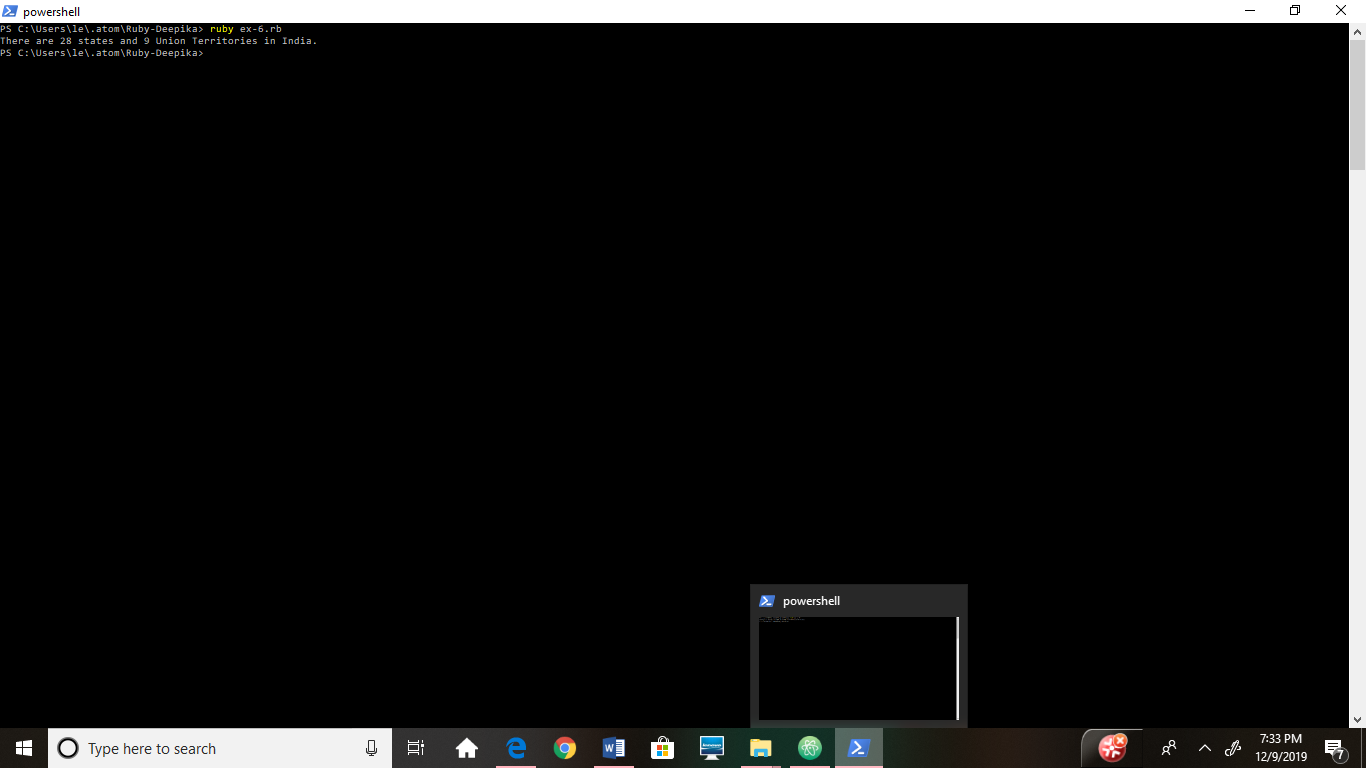 powershell
PS C:\Users\le\.atom\Ruby-Deepika> ruby ex-6.rb
There are 28 states and 9 Union Territories in India.
PS C:\Users\le\.atom\Ruby-Deepika>
powershell
Type here to search
7:33 PM
12/9/2019
7